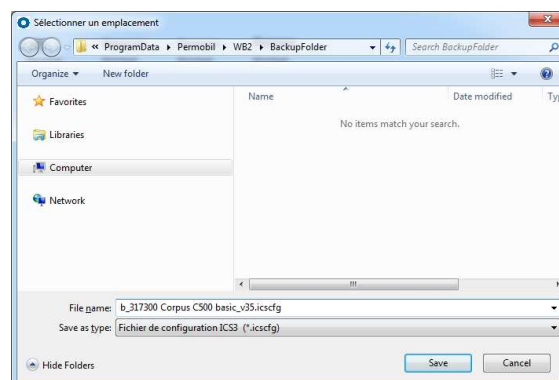 Sélectionner un emplacement
« ProgramData ▸ Permobil ▸ WB2 ▸ BackupFolder Search BackupFolder
Organize New folder
Name Date modified
Favorites
No items match your search.
Libraries
Computer
Network
File name: b_317300 Corpus C500 basic_v35.icscfg
Save as type: Fichier de configuration ICS3 (*.icscfg)
Hide Folders Save Cancel